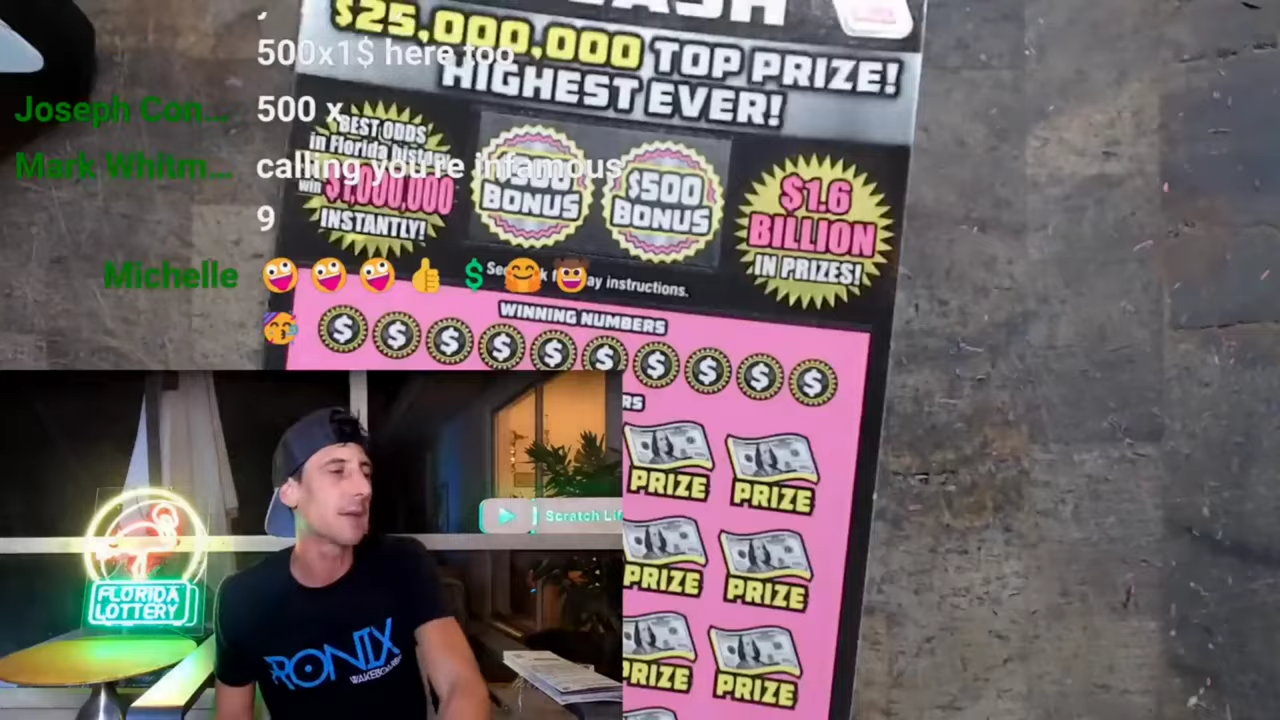 $25,000,000 TOP PRIZE!
HIGHEST EVER!
500x1$ here too
Joseph Con... 500 x
Mark Whitm... calling you're infamous
9
Michelle 🤪 🤪 🤪 👍 💲 🤗
🥳
BEST ODDS
in Florida
win $1,000,000
INSTANTLY!
$500
BONUS
$500
BONUS
$1.6
BILLION
IN PRIZES!
instructions.
WINNING NUMBERS
$ $ $ $ $ $ $ $ $ $
PRIZE PRIZE
PRIZE PRIZE
PRIZE PRIZE
FLORIDA
LOTTERY
RONIX
Scratch Lif